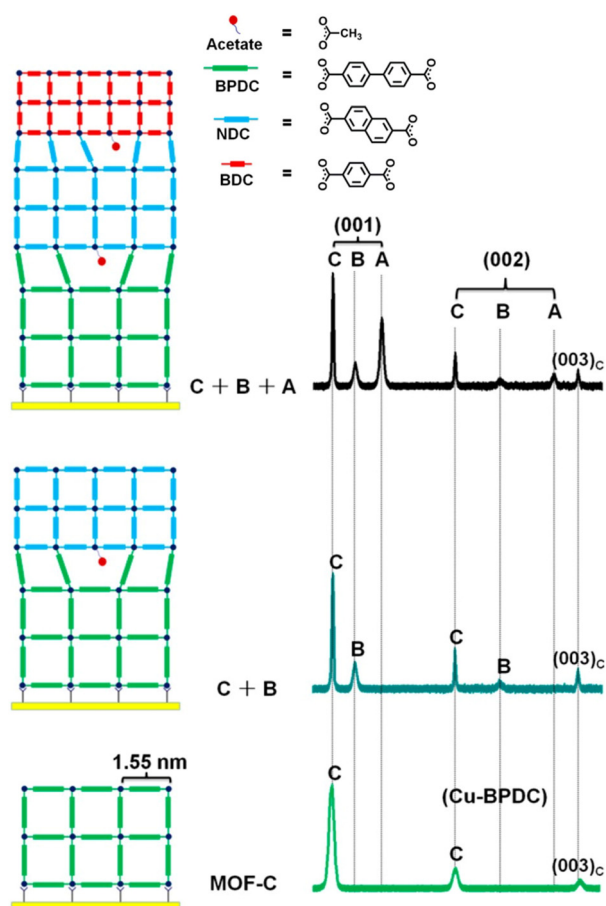 Acetate =
CH3
BPDC =
NDC =
BDC =
(001)
C B A
(002)
C B A
(003)C
C + B + A
C
B
C
B
(003)C
C + B
1.55 nm
C
(Cu-BPDC)
C
(003)C
MOF-C